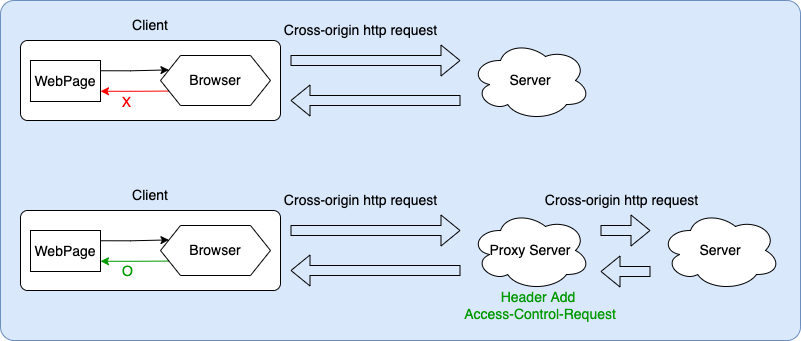 Client
Cross-origin http request
WebPage
Browser
X
Server
Client
Cross-origin http request
Cross-origin http request
WebPage
Browser
O
Proxy Server
Server
Header Add
Access-Control-Request